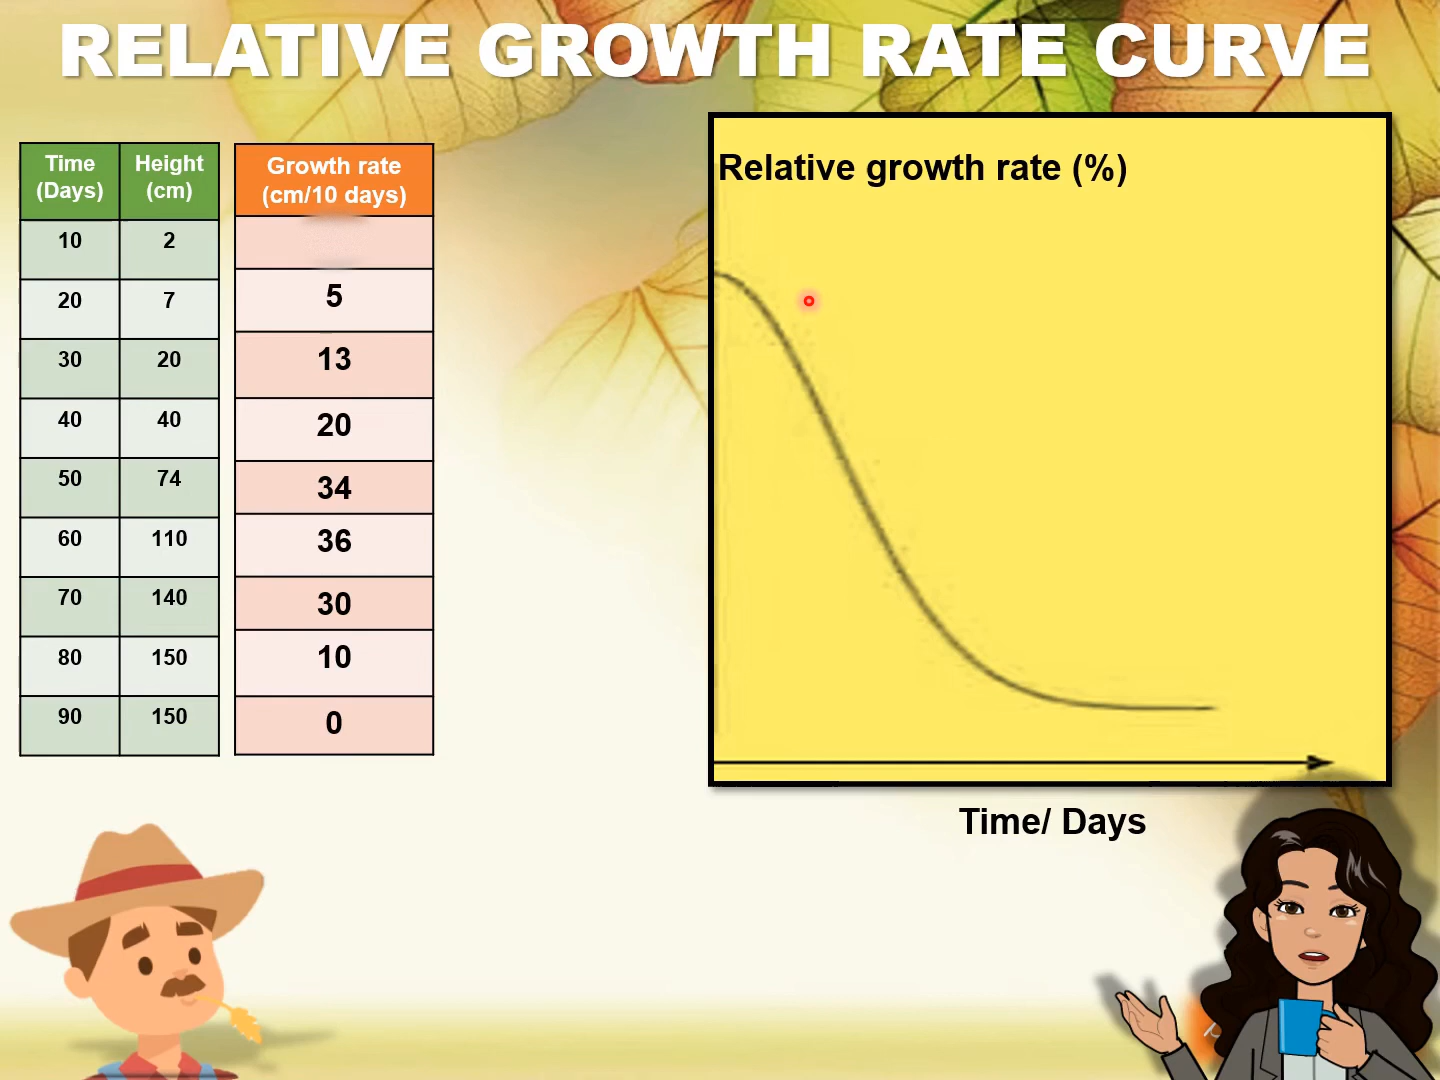 RELATIVE GROWTH RATE CURVE
Time
(Days)
Height
(cm)
10 2
20 7
30 20
40 40
50 74
60 110
70 140
80 150
90 150
Growth rate
(cm/10 days)
5
13
20
34
36
30
10
0
Relative growth rate (%)
Time/ Days